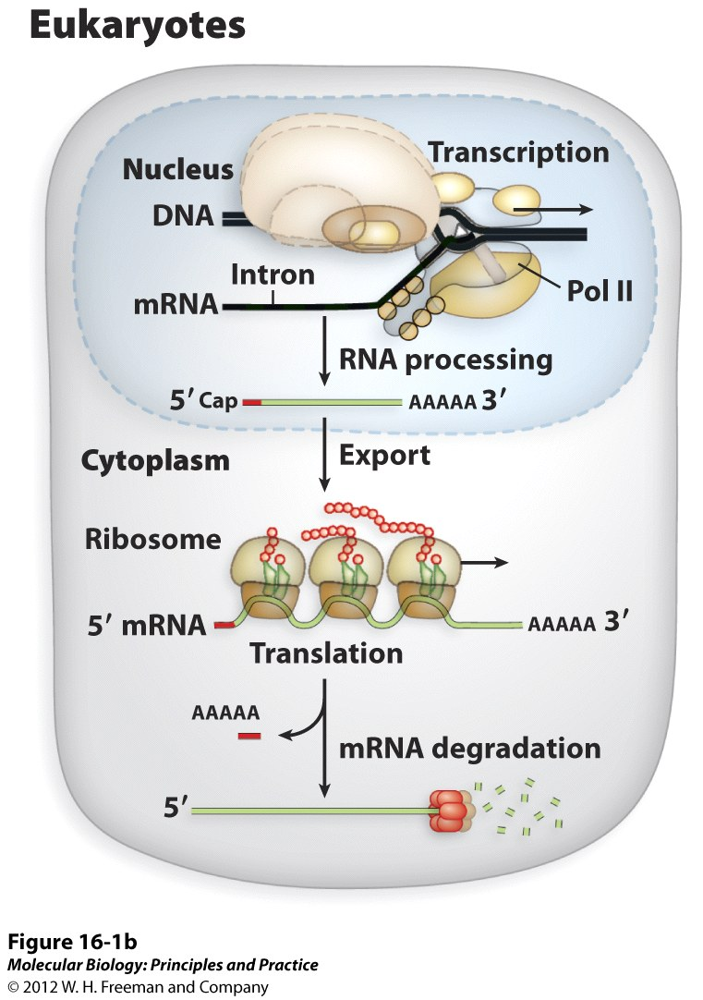 Eukaryotes
Transcription
Nucleus
DNA
Intron
mRNA
Pol II
RNA processing
5′ Cap AAAAA 3′
Cytoplasm
Export
Ribosome
5′ mRNA AAAAA 3′
Translation
AAAAA
mRNA degradation
5′
Figure 16-1b
Molecular Biology: Principles and Practice
© 2012 W. H. Freeman and Company